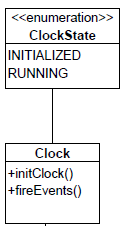 <<enumeration>>
ClockState
INITIALIZED
RUNNING
Clock
+initClock()
+fireEvents()